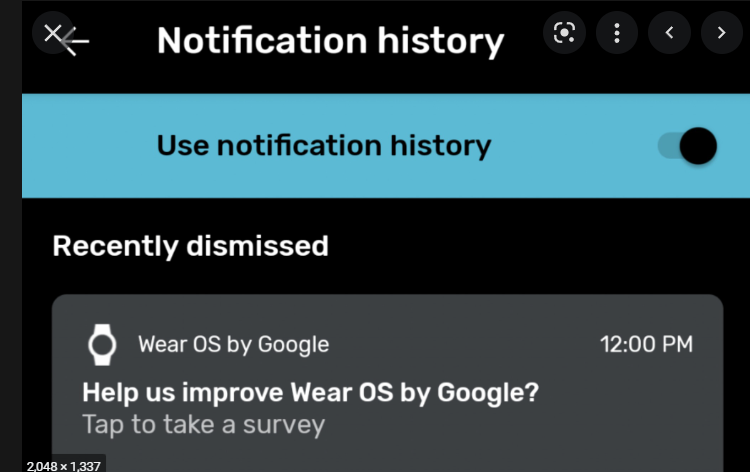 Notification history
Use notification history
Recently dismissed
Wear OS by Google 12:00 PM
Help us improve Wear OS by Google?
Tap to take a survey
2,048 × 1,337